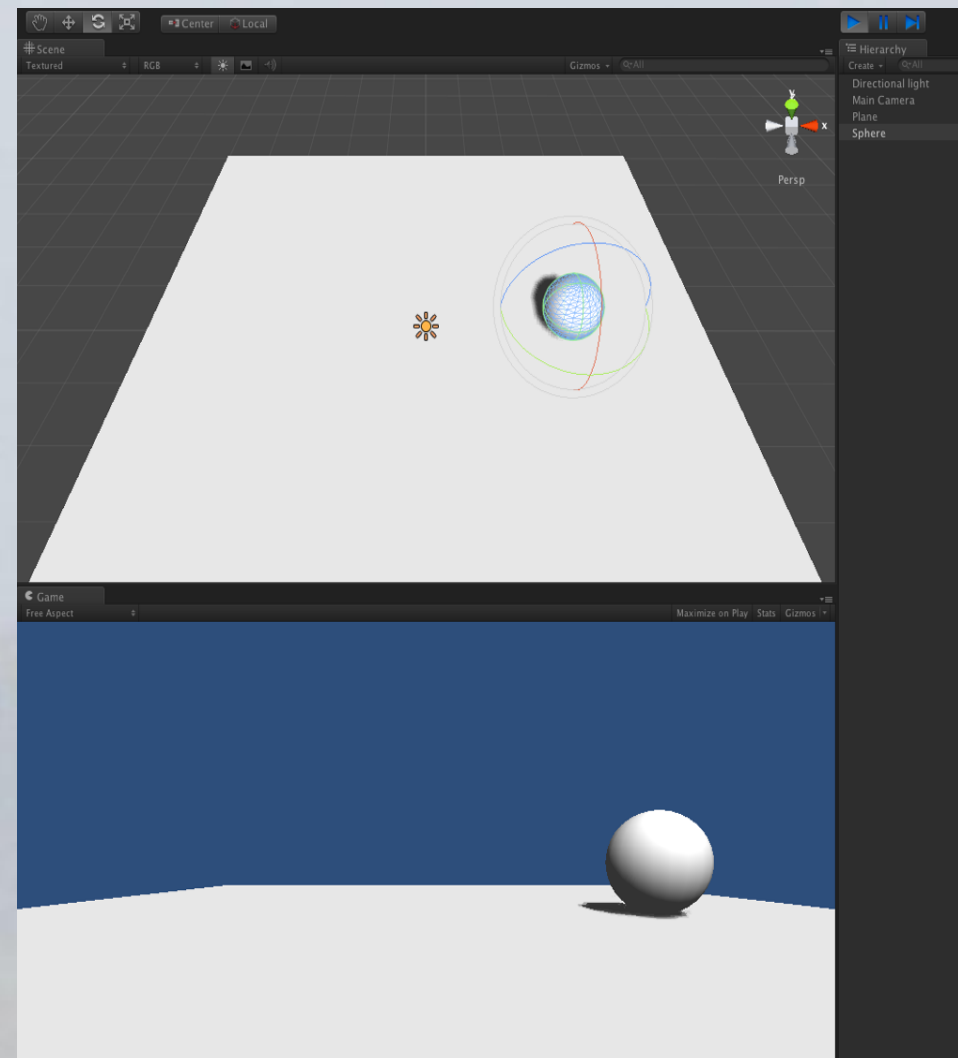 Center Local
Scene
Textured RGB Gizmos All
y
x
Persp
Game
Free Aspect Maximize on Play Stats Gizmos
Hierarchy
Create All
Directional light
Main Camera
Plane
Sphere